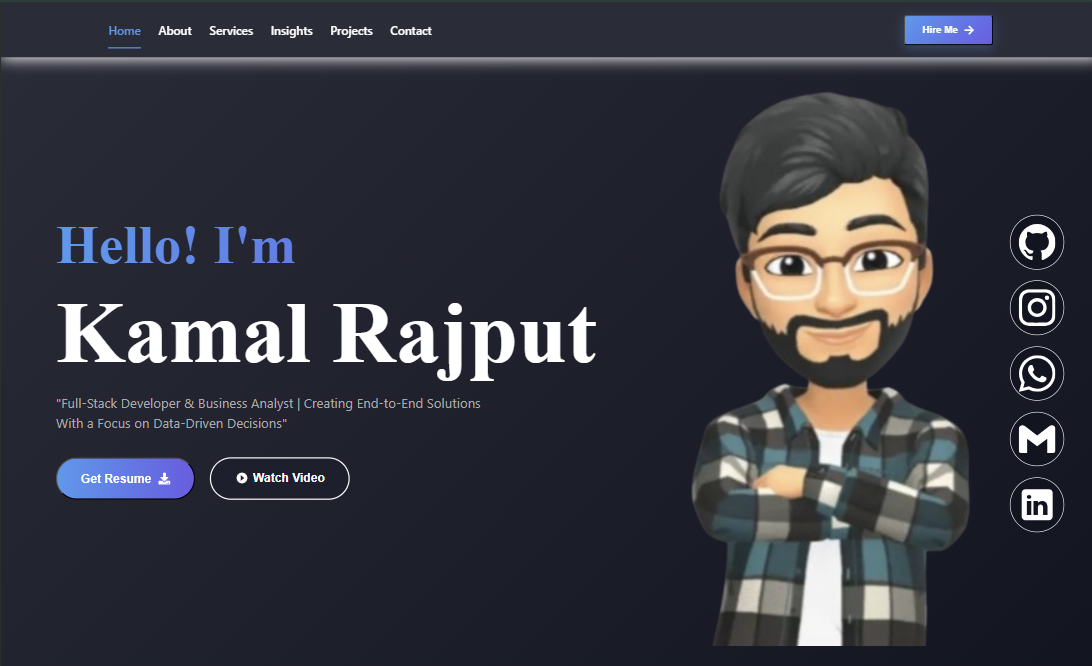 Home About Services Insights Projects Contact Hire Me
Hello! I'm
Kamal Rajput
"Full-Stack Developer & Business Analyst | Creating End-to-End Solutions
With a Focus on Data-Driven Decisions"
Get Resume Watch Video
in